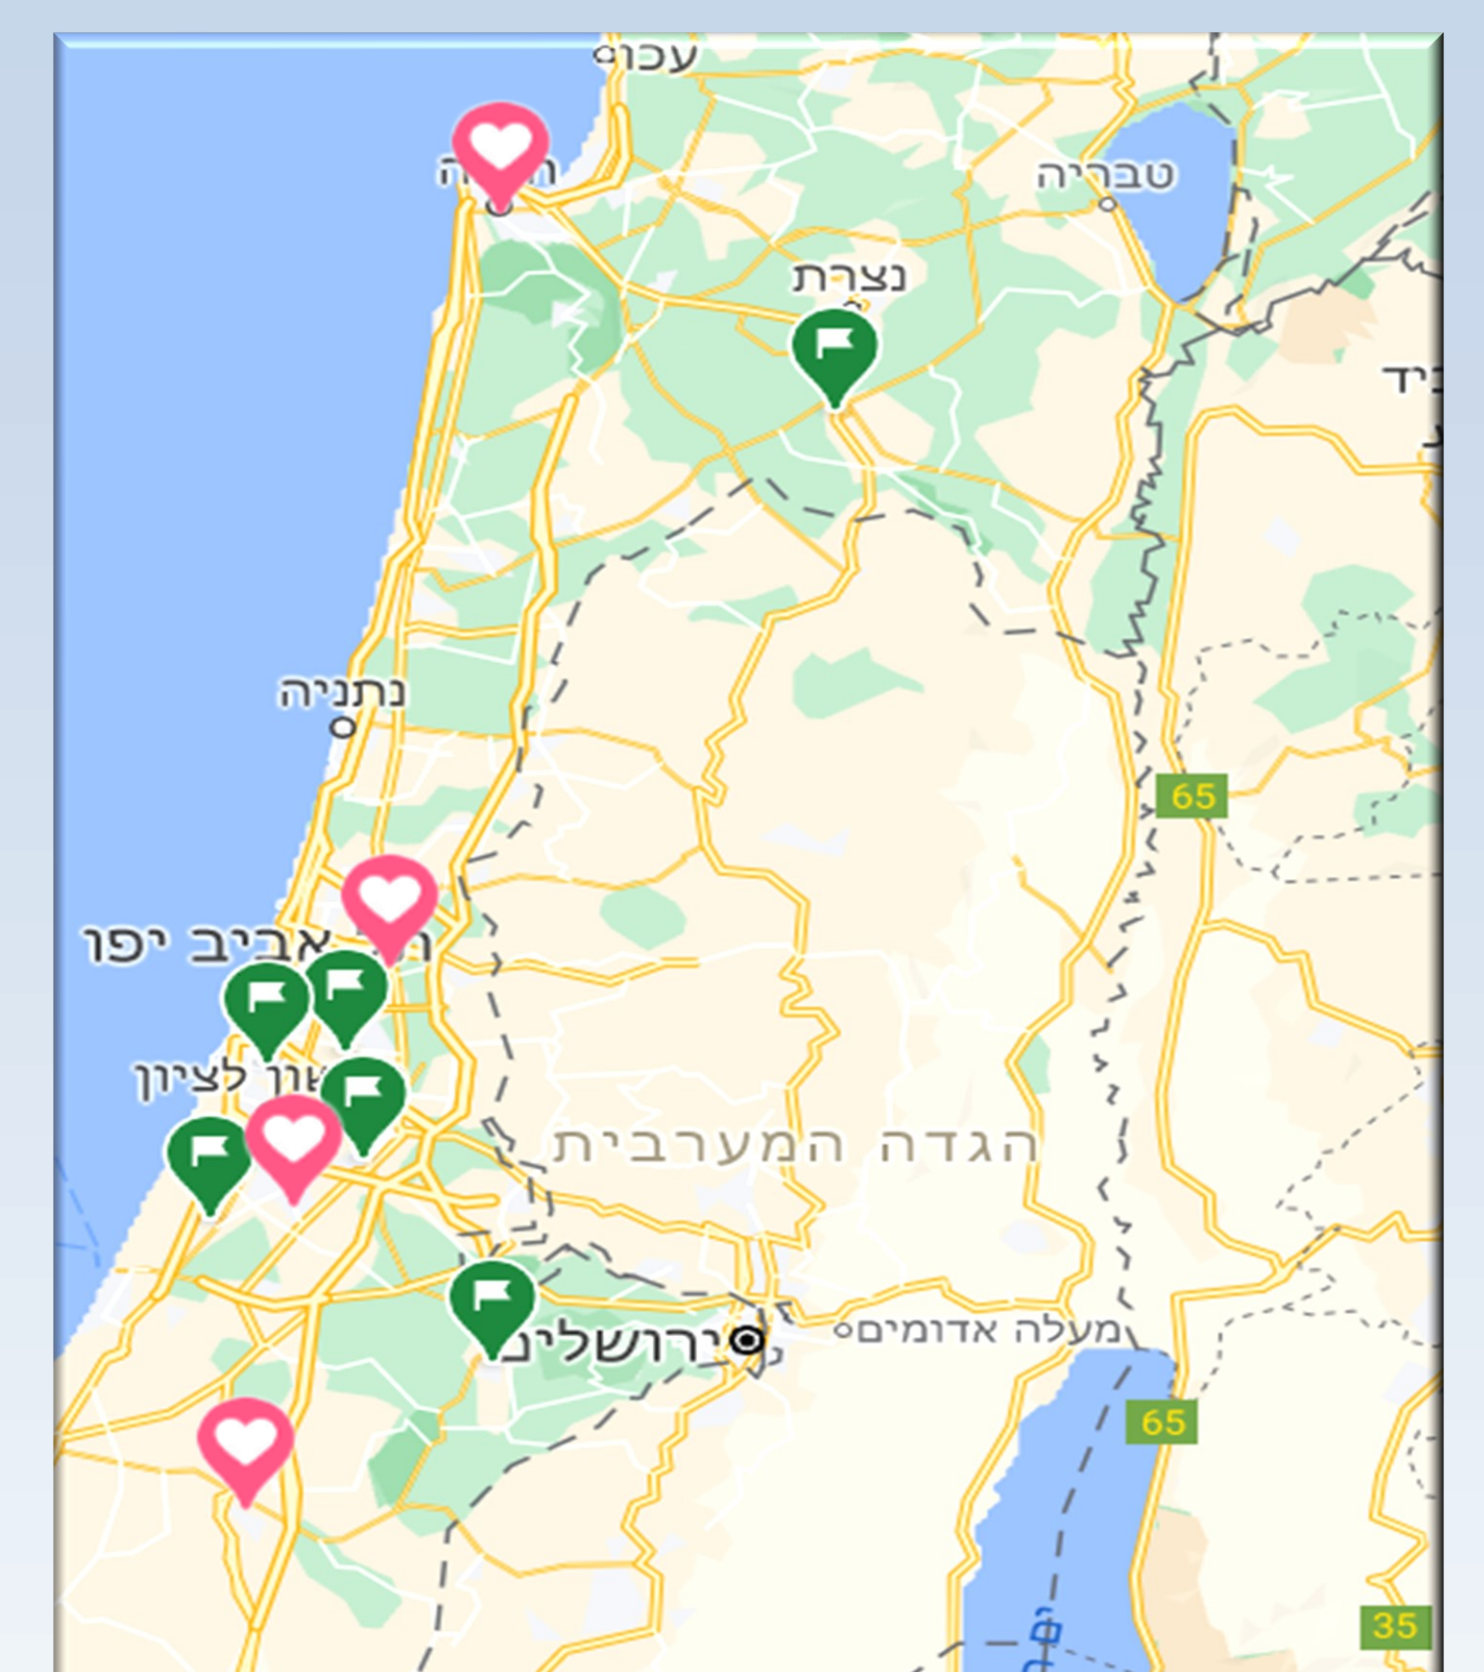 עכו
טבריה
נצרת
נתניה
אביב יפו
לציון
הגדה המערבית
65
ירושלים
מעלה אדומים
65
35